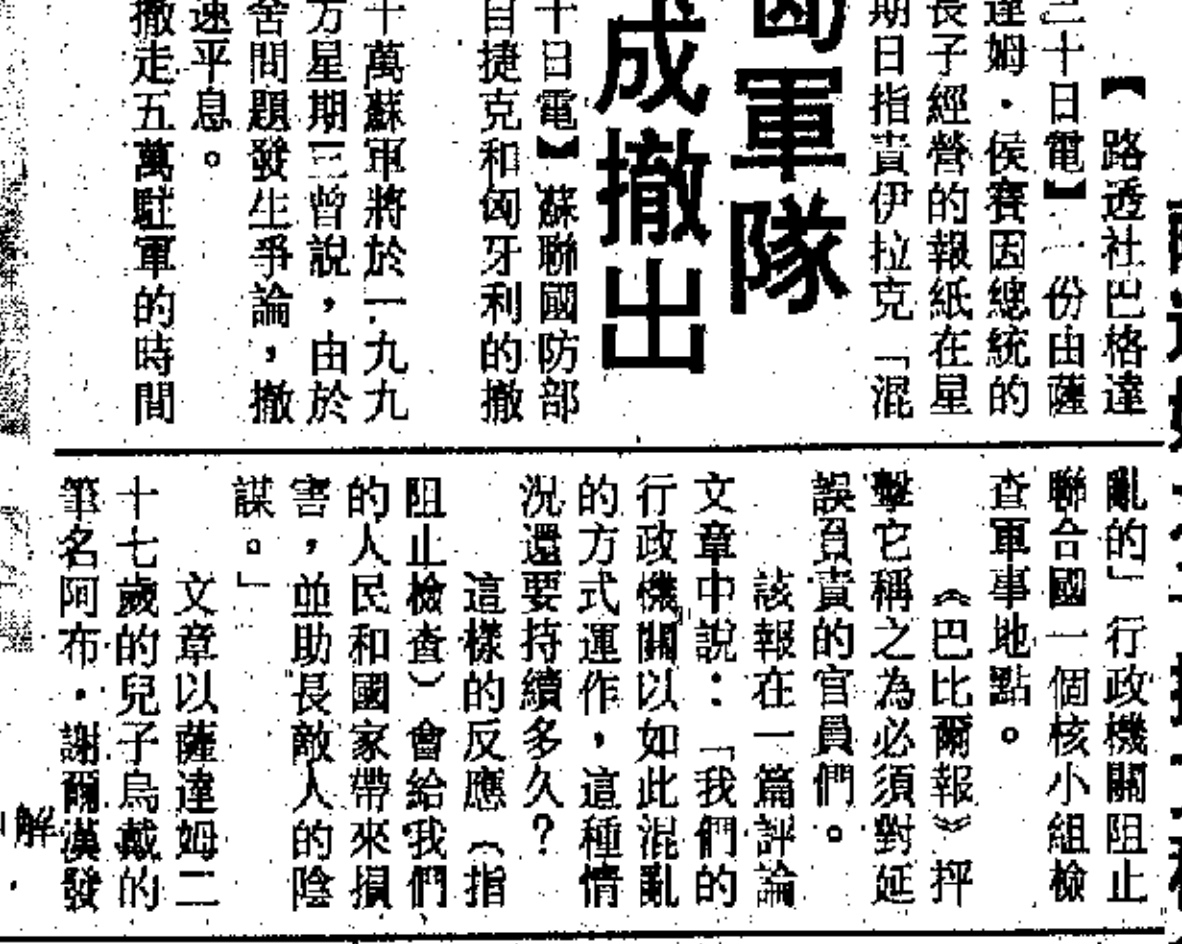 【路透社巴格達
三十日電】一份由薩
達姆·侯賽因總統的
長子經營的報紙在星
期日指責伊拉克「混
亂的」行政機關阻止
聯合國一個核小組檢
查軍事地點。
《巴比爾報》抨
擊它稱之為必須對延
誤負責的官員們。
該報在一篇評論
文章中說：「我們的
行政機關以如此混亂
的方式運作，這種情
況還要持續多久？
這樣的反應（指
阻止檢查）會給我們
的人民和國家帶來損
害，並助長敵人的陰
謀。」
文章以薩達姆二
十七歲的兒子烏戴的
筆名阿布·謝爾漢發
匈軍隊
成撤出
十日電】蘇聯國防部
自捷克和匈牙利的撤
十萬蘇軍將於一九九
方星期三曾說，由於
舍問題發生爭論，撤
速平息。
撤走五萬駐軍的時間
解